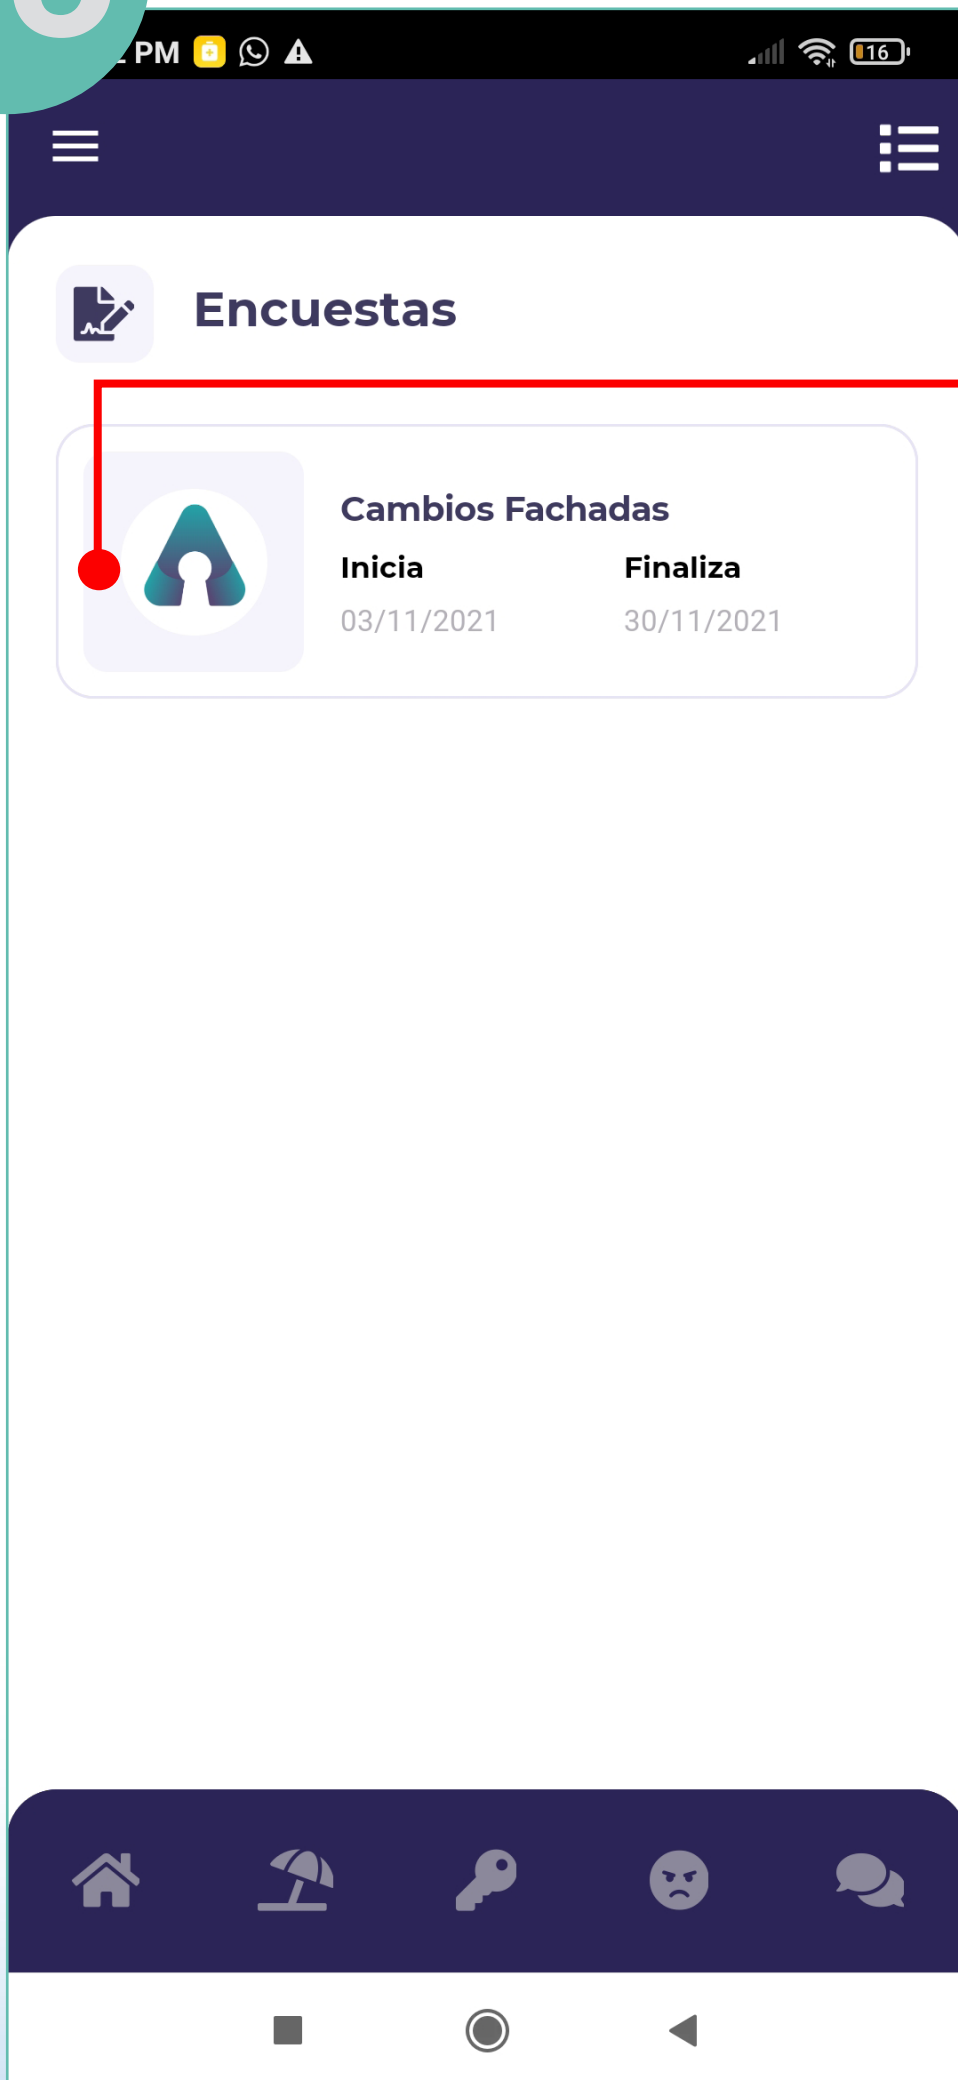 PM
16
Encuestas
Cambios Fachadas
Inicia Finaliza
03/11/2021 30/11/2021